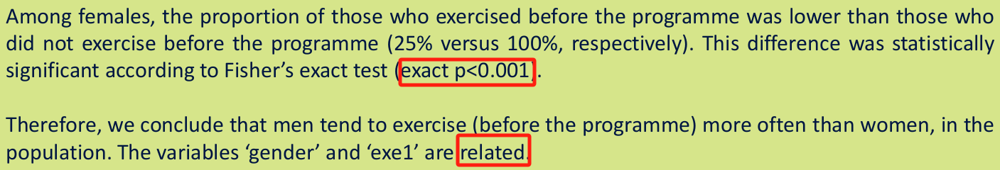 Among females, the proportion of those who exercised before the programme was lower than those who
did not exercise before the programme (25% versus 100%, respectively). This difference was statistically
significant according to Fisher’s exact test (exact p<0.001).
Therefore, we conclude that men tend to exercise (before the programme) more often than women, in the
population. The variables ‘gender’ and ‘exe1’ are related.